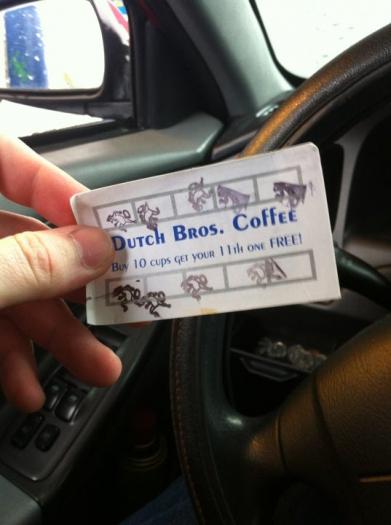 Dutch Bros. Coffee
Buy 10 cups get your 11th one FREE!